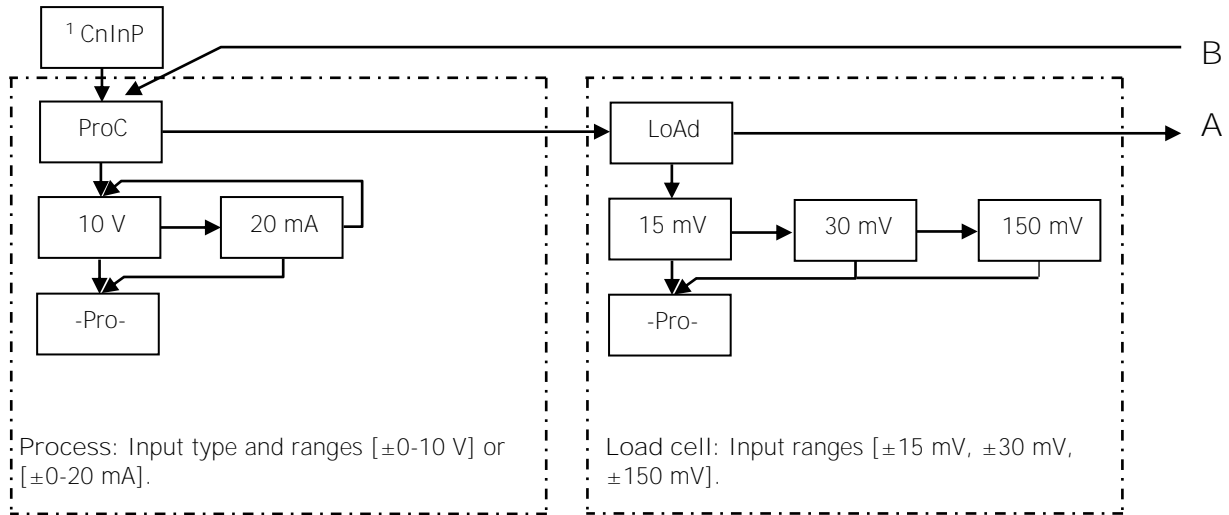 ¹ CnInP
B
ProC
LoAd
A
10 V
20 mA
15 mV
30 mV
150 mV
-Pro-
-Pro-
Process: Input type and ranges [±0-10 V] or
[±0-20 mA].
Load cell: Input ranges [±15 mV, ±30 mV,
±150 mV].